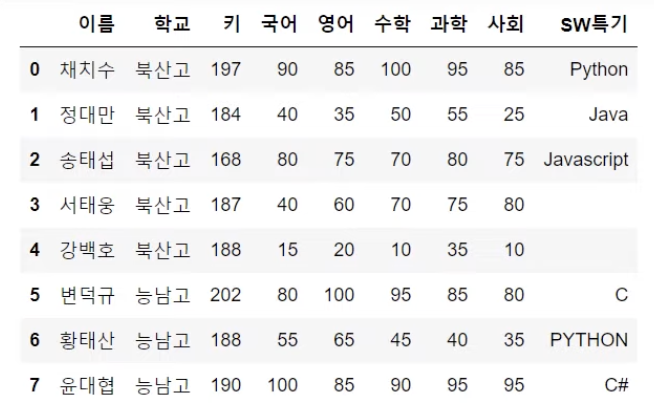 이름 학교 키 국어 영어 수학 과학 사회 SW특기
0 채치수 북산고 197 90 85 100 95 85 Python
1 정대만 북산고 184 40 35 50 55 25 Java
2 송태섭 북산고 168 80 75 70 80 75 Javascript
3 서태웅 북산고 187 40 60 70 75 80
4 강백호 북산고 188 15 20 10 35 10
5 변덕규 능남고 202 80 100 95 85 80 C
6 황태산 능남고 188 55 65 45 40 35 PYTHON
7 윤대협 능남고 190 100 85 90 95 95 C#